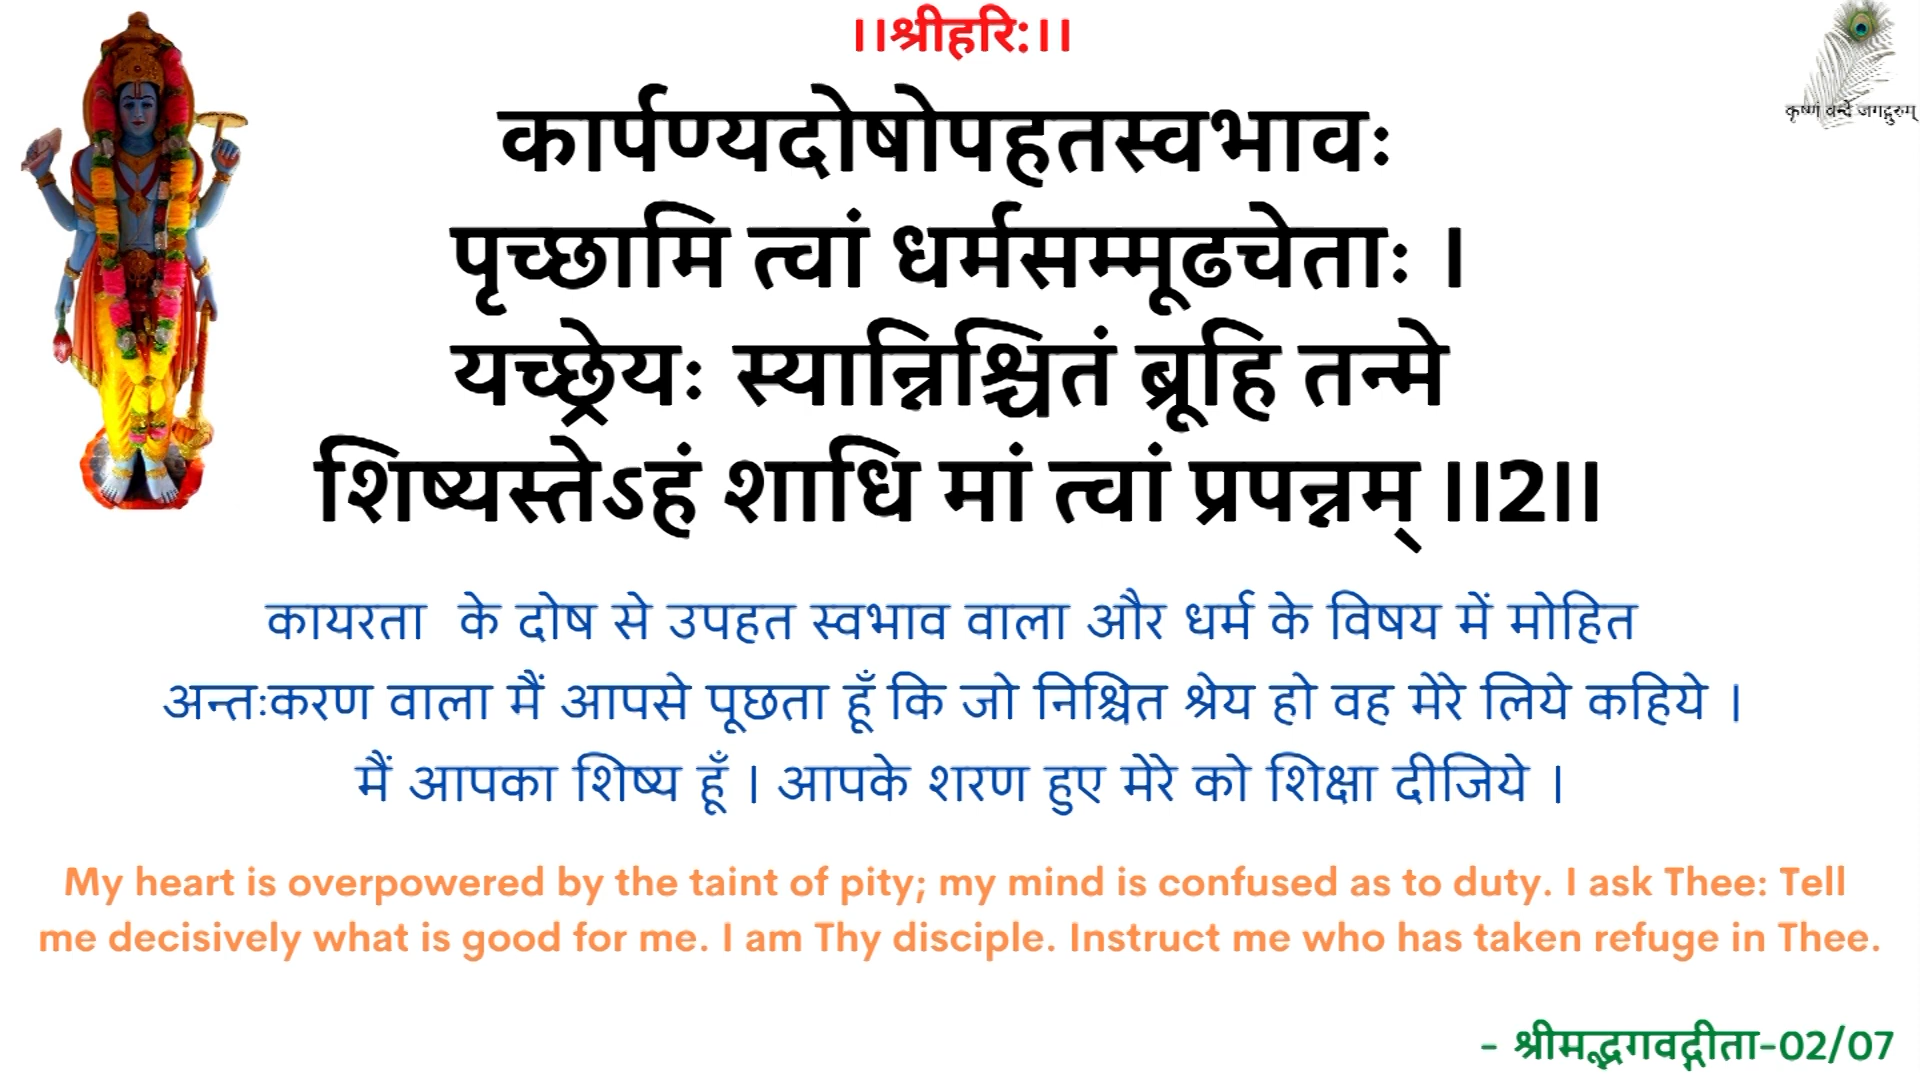 ।।श्रीहरि:।।
कृष्णं वन्दे जगद्गुरुम्
कार्पण्यदोषोपहतस्वभावः
पृच्छामि त्वां धर्मसम्मूढचेताः ।
यच्छ्रेयः स्यान्निश्चितं ब्रूहि तन्मे
शिष्यस्तेऽहं शाधि मां त्वां प्रपन्नम् ।।2।।
कायरता के दोष से उपहत स्वभाव वाला और धर्म के विषय में मोहित
अन्तःकरण वाला मैं आपसे पूछता हूँ कि जो निश्चित श्रेय हो वह मेरे लिये कहिये ।
मैं आपका शिष्य हूँ । आपके शरण हुए मेरे को शिक्षा दीजिये ।
My heart is overpowered by the taint of pity; my mind is confused as to duty. I ask Thee: Tell
me decisively what is good for me. I am Thy disciple. Instruct me who has taken refuge in Thee.
- श्रीमद्भगवद्गीता-02/07